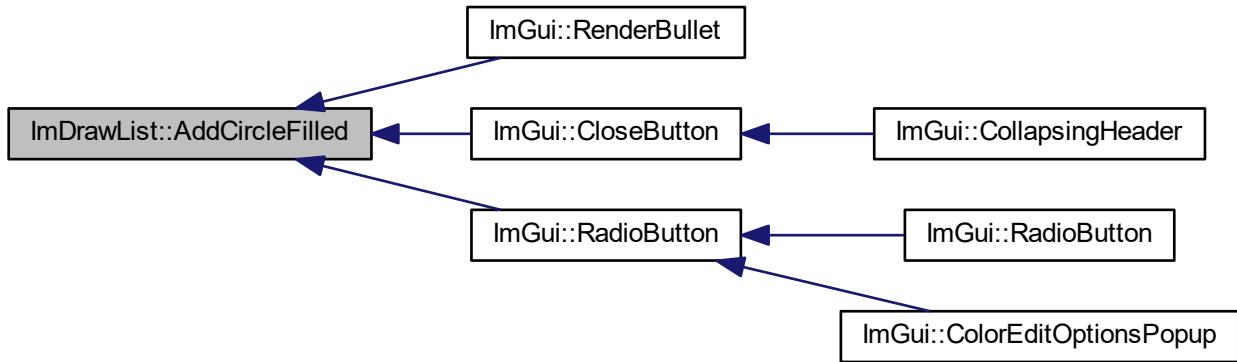 ImGui::RenderBullet
ImDrawList::AddCircleFilled
ImGui::CloseButton
ImGui::CollapsingHeader
ImGui::RadioButton
ImGui::RadioButton
ImGui::ColorEditOptionsPopup